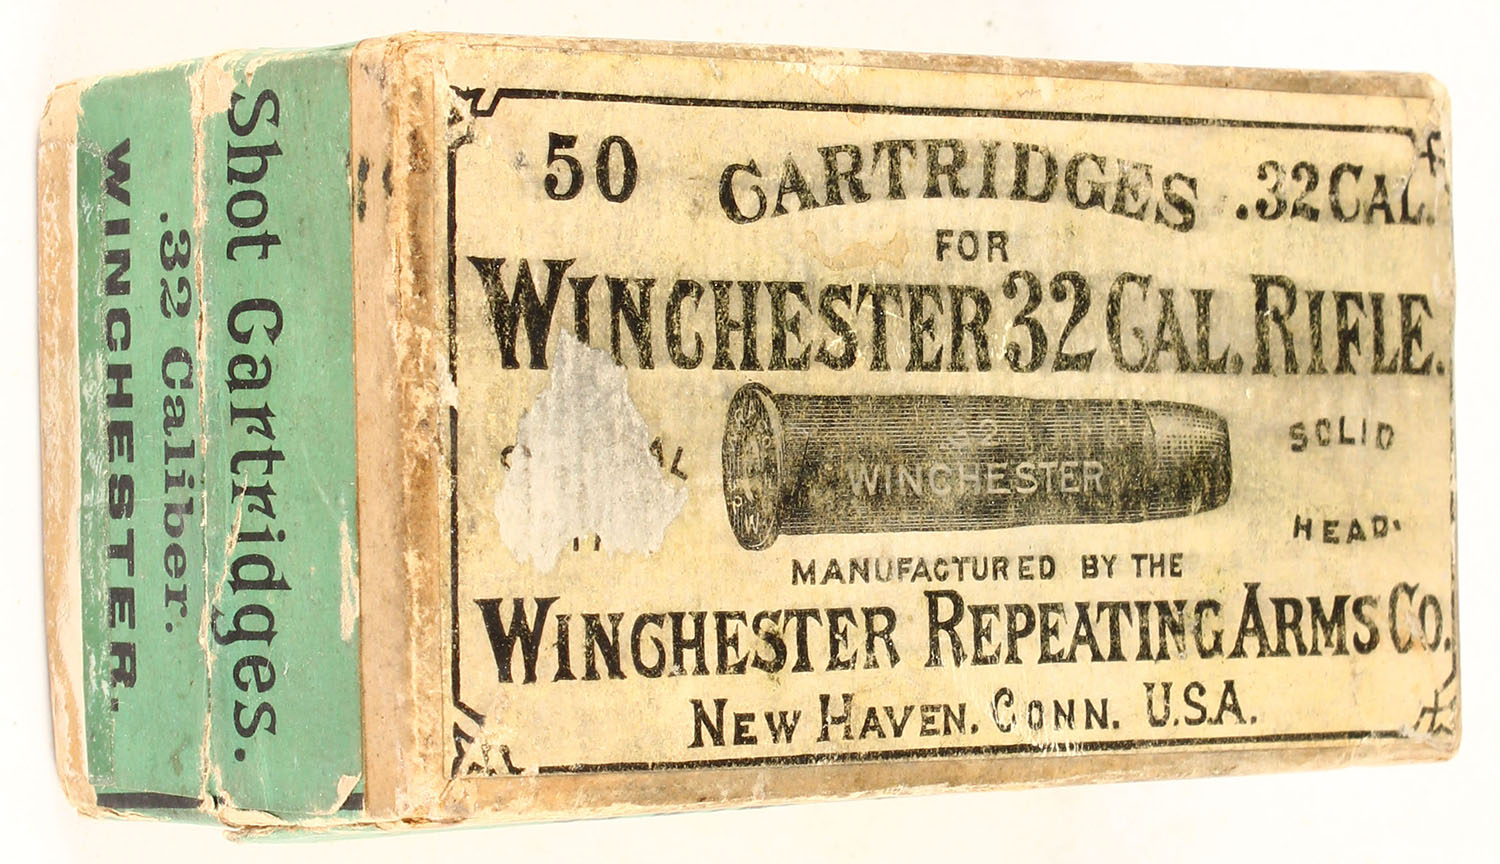 50 CARTRIDGES .32 CAL.
FOR
WINCHESTER 32 CAL. RIFLE.
SOLID
HEAD.
32
WINCHESTER
MANUFACTURED BY THE
WINCHESTER REPEATING ARMS CO.
NEW HAVEN. CONN. U.S.A.
Shot Cartridges.
.32 Caliber.
WINCHESTER.